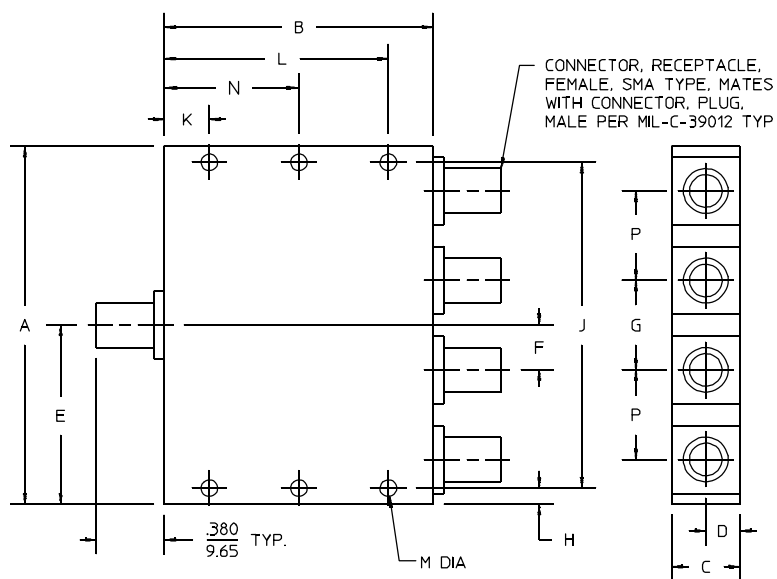 B
L
N
K
CONNECTOR, RECEPTACLE,
FEMALE, SMA TYPE, MATES
WITH CONNECTOR, PLUG,
MALE PER MIL-C-39012 TYP
P
A
J
G
F
E
P
.380
9.65
TYP.
M DIA
H
D
C